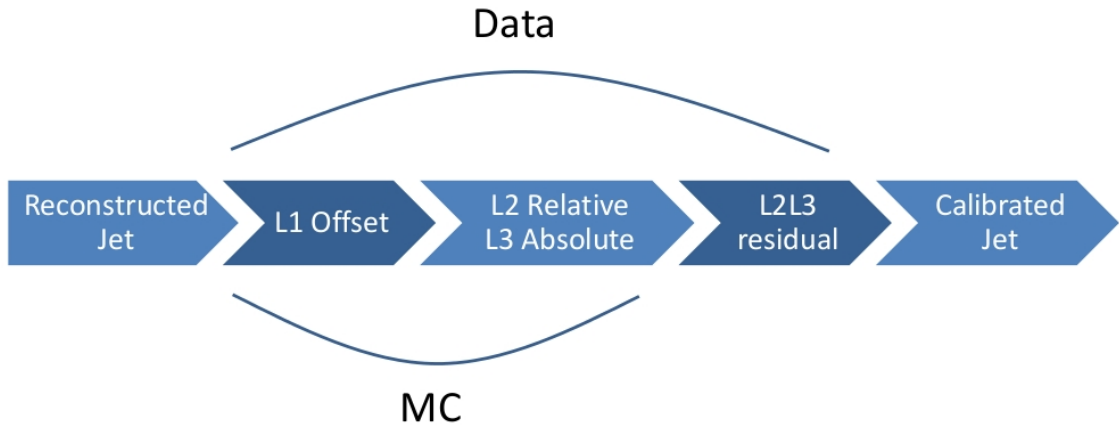 Data
Reconstructed
Jet
L1 Offset
L2 Relative
L3 Absolute
L2L3
residual
Calibrated
Jet
MC